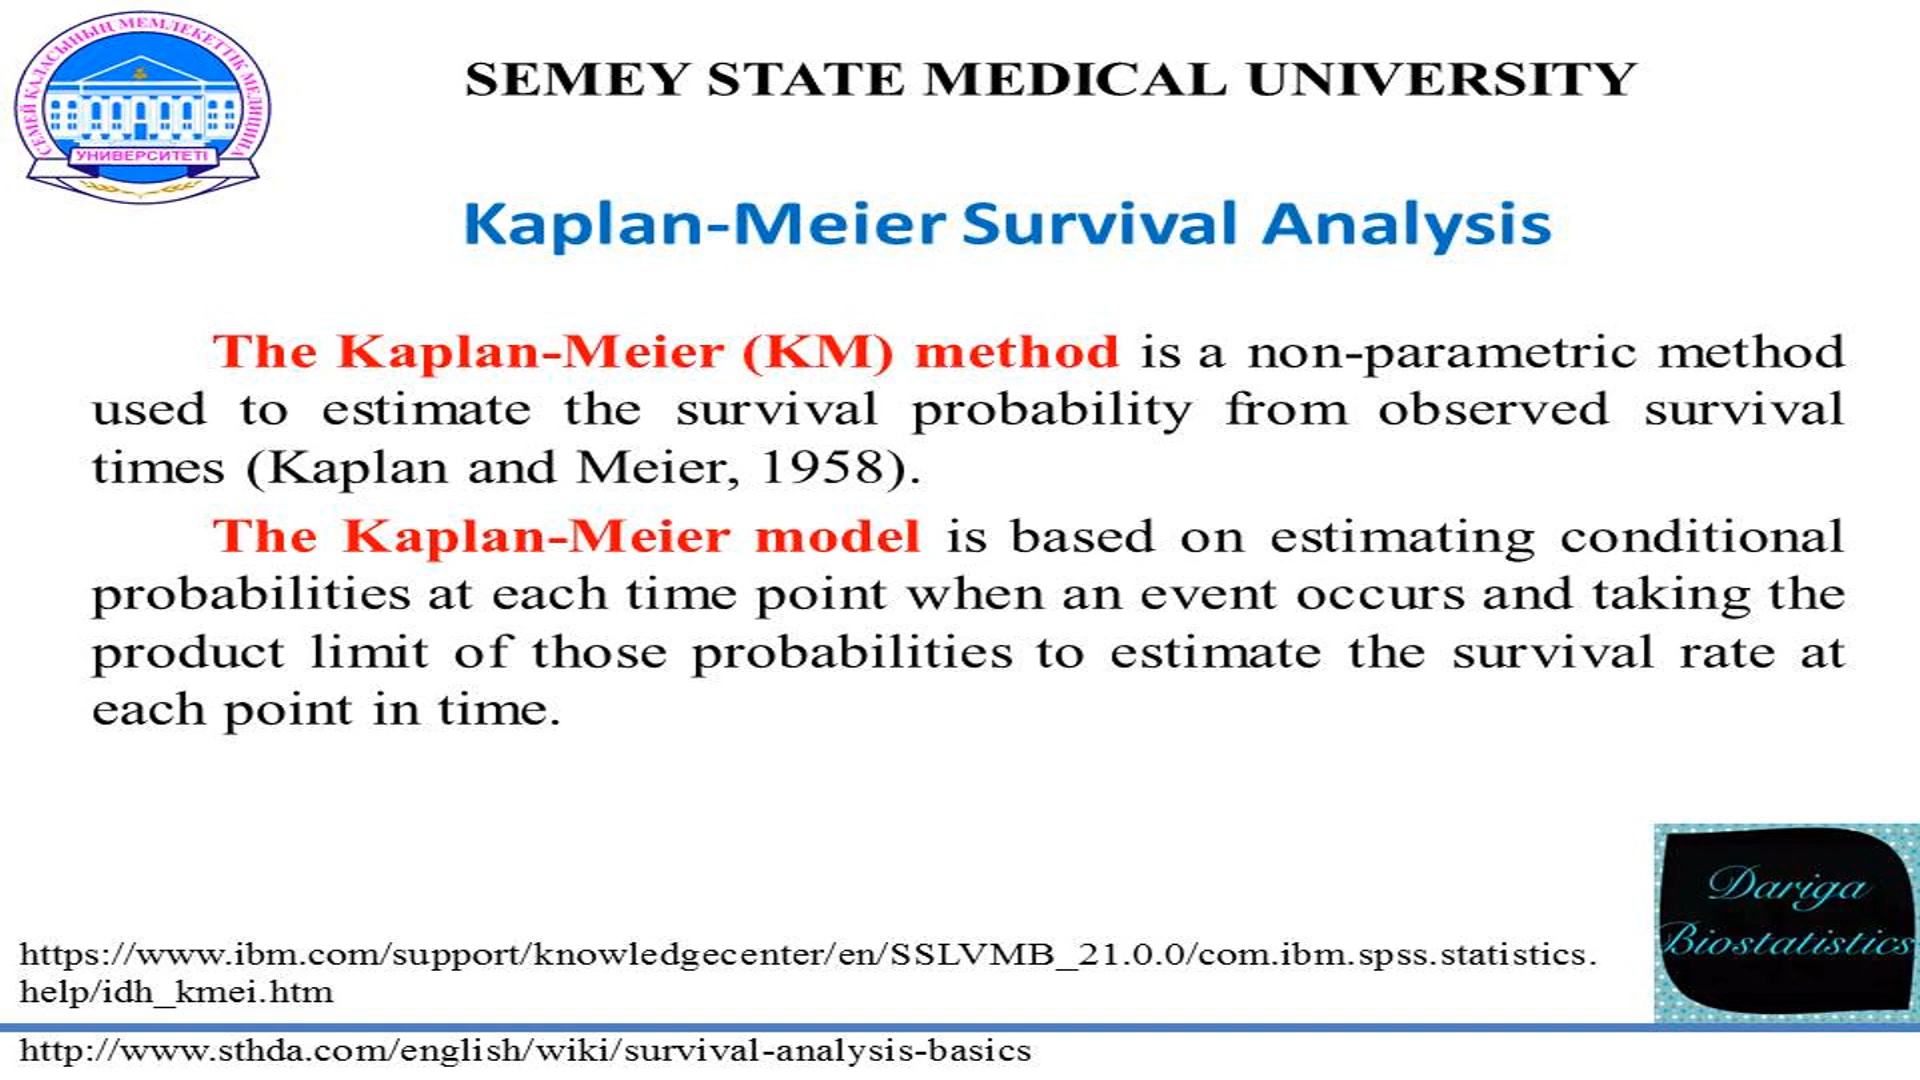 СЕМЕЙ ҚАЛАСЫНЫҢ МЕМЛЕКЕТТІК МЕДИЦИНА
УНИВЕРСИТЕТІ
SEMEY STATE MEDICAL UNIVERSITY
Kaplan-Meier Survival Analysis
The Kaplan-Meier (KM) method is a non-parametric method
used to estimate the survival probability from observed survival
times (Kaplan and Meier, 1958).
The Kaplan-Meier model is based on estimating conditional
probabilities at each time point when an event occurs and taking the
product limit of those probabilities to estimate the survival rate at
each point in time.
Dariga
Biostatistics
https://www.ibm.com/support/knowledgecenter/en/SSLVMB_21.0.0/com.ibm.spss.statistics.
help/idh_kmei.htm
http://www.sthda.com/english/wiki/survival-analysis-basics